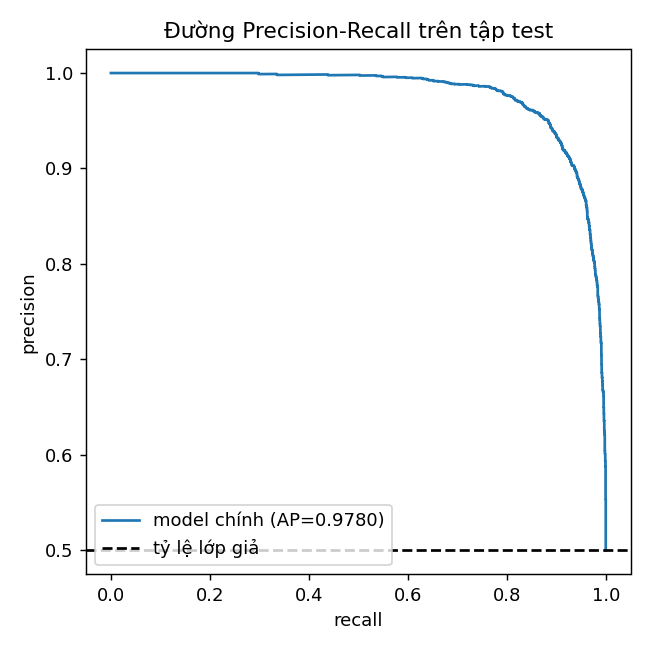 Đường Precision-Recall trên tập test
precision
1.0
0.9
0.8
0.7
0.6
0.5
model chính (AP=0.9780)
tỷ lệ lớp giả
0.0 0.2 0.4 0.6 0.8 1.0
recall